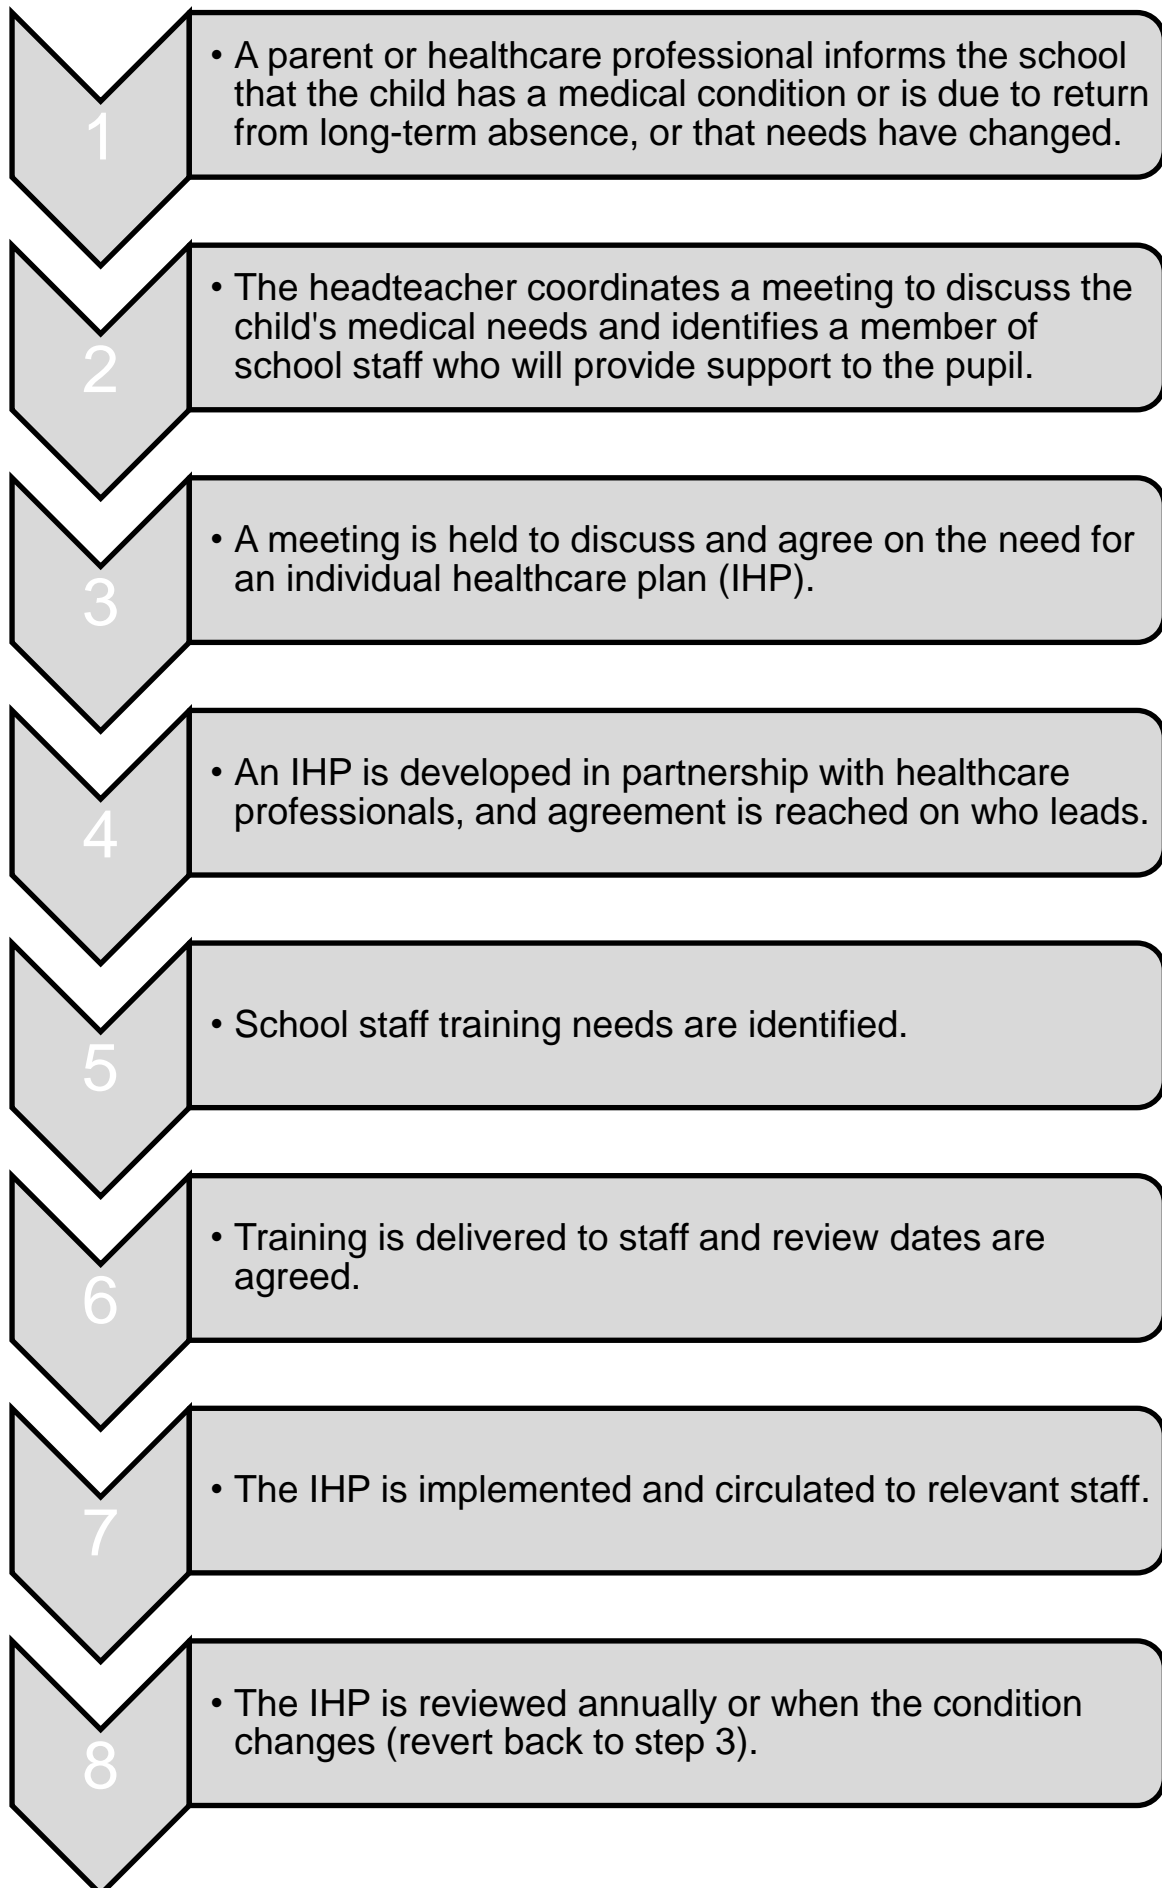 1
• A parent or healthcare professional informs the school
that the child has a medical condition or is due to return
from long-term absence, or that needs have changed.
2
• The headteacher coordinates a meeting to discuss the
child's medical needs and identifies a member of
school staff who will provide support to the pupil.
3
• A meeting is held to discuss and agree on the need for
an individual healthcare plan (IHP).
4
• An IHP is developed in partnership with healthcare
professionals, and agreement is reached on who leads.
5
• School staff training needs are identified.
6
• Training is delivered to staff and review dates are
agreed.
7
• The IHP is implemented and circulated to relevant staff.
8
• The IHP is reviewed annually or when the condition
changes (revert back to step 3).